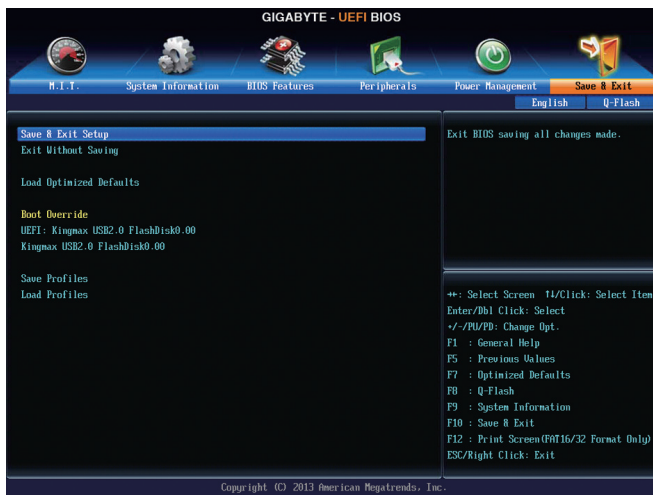 GIGABYTE - UEFI BIOS
M.I.T.
System Information
BIOS Features
Peripherals
Power Management
Save & Exit
English
Q-Flash
Save & Exit Setup
Exit Without Saving
Load Optimized Defaults
Boot Override
UEFI: Kingmax USB2.0 FlashDisk0.00
Kingmax USB2.0 FlashDisk0.00
Save Profiles
Load Profiles
Exit BIOS saving all changes made.
→←: Select Screen ↑↓/Click: Select Item
Enter/Dbl Click: Select
+/-/PU/PD: Change Opt.
F1 : General Help
F5 : Previous Values
F7 : Optimized Defaults
F8 : Q-Flash
F9 : System Information
F10 : Save & Exit
F12 : Print Screen(FAT16/32 Format Only)
ESC/Right Click: Exit
Copyright (C) 2013 American Megatrends, Inc.